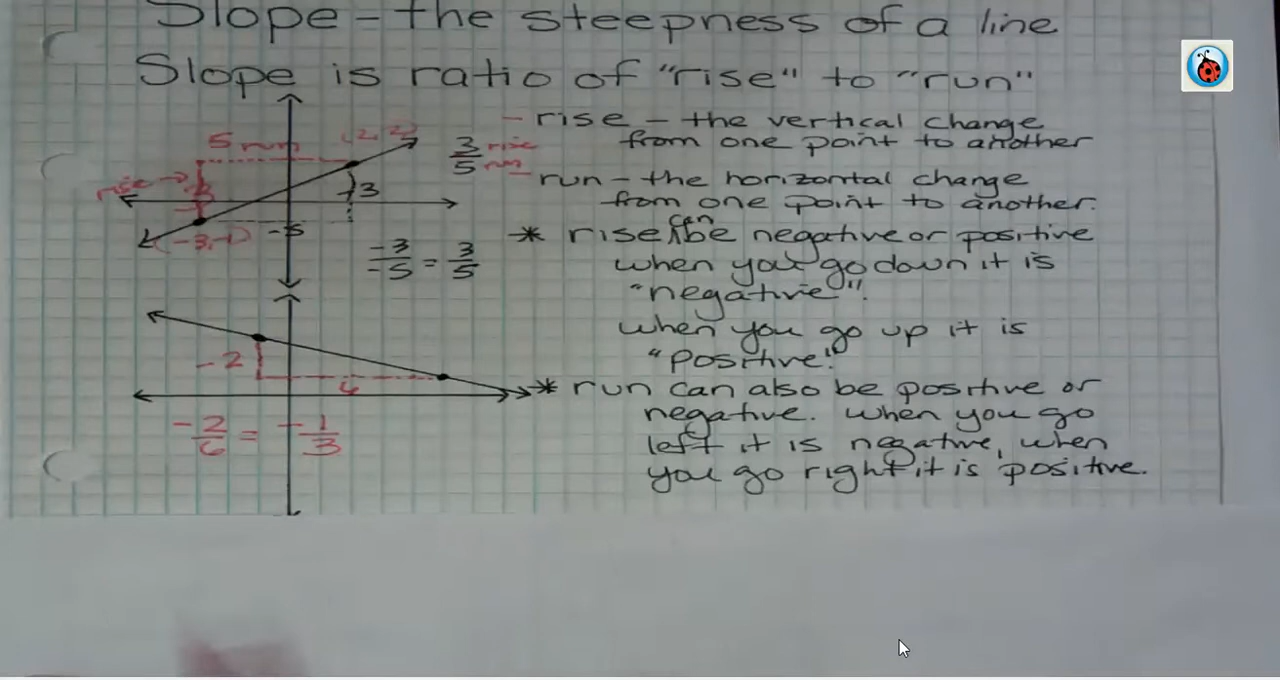 Slope - the steepness of a line
Slope is ratio of "rise" to "run"
- rise - the vertical change
from one point to another
- run - the horizontal change
from one point to another.
* rise can be negative or positive
when you go down it is
"negative".
when you go up it is
"positive".
* run can also be positive or
negative. When you go
left it is negative, when
you go right it is positive.
5 run
(2, 2)
3/5 rise/run
rise →
3
-3
(-3,-1)
-5
-3/-5 = 3/5
-2
6
-2/6 = -1/3